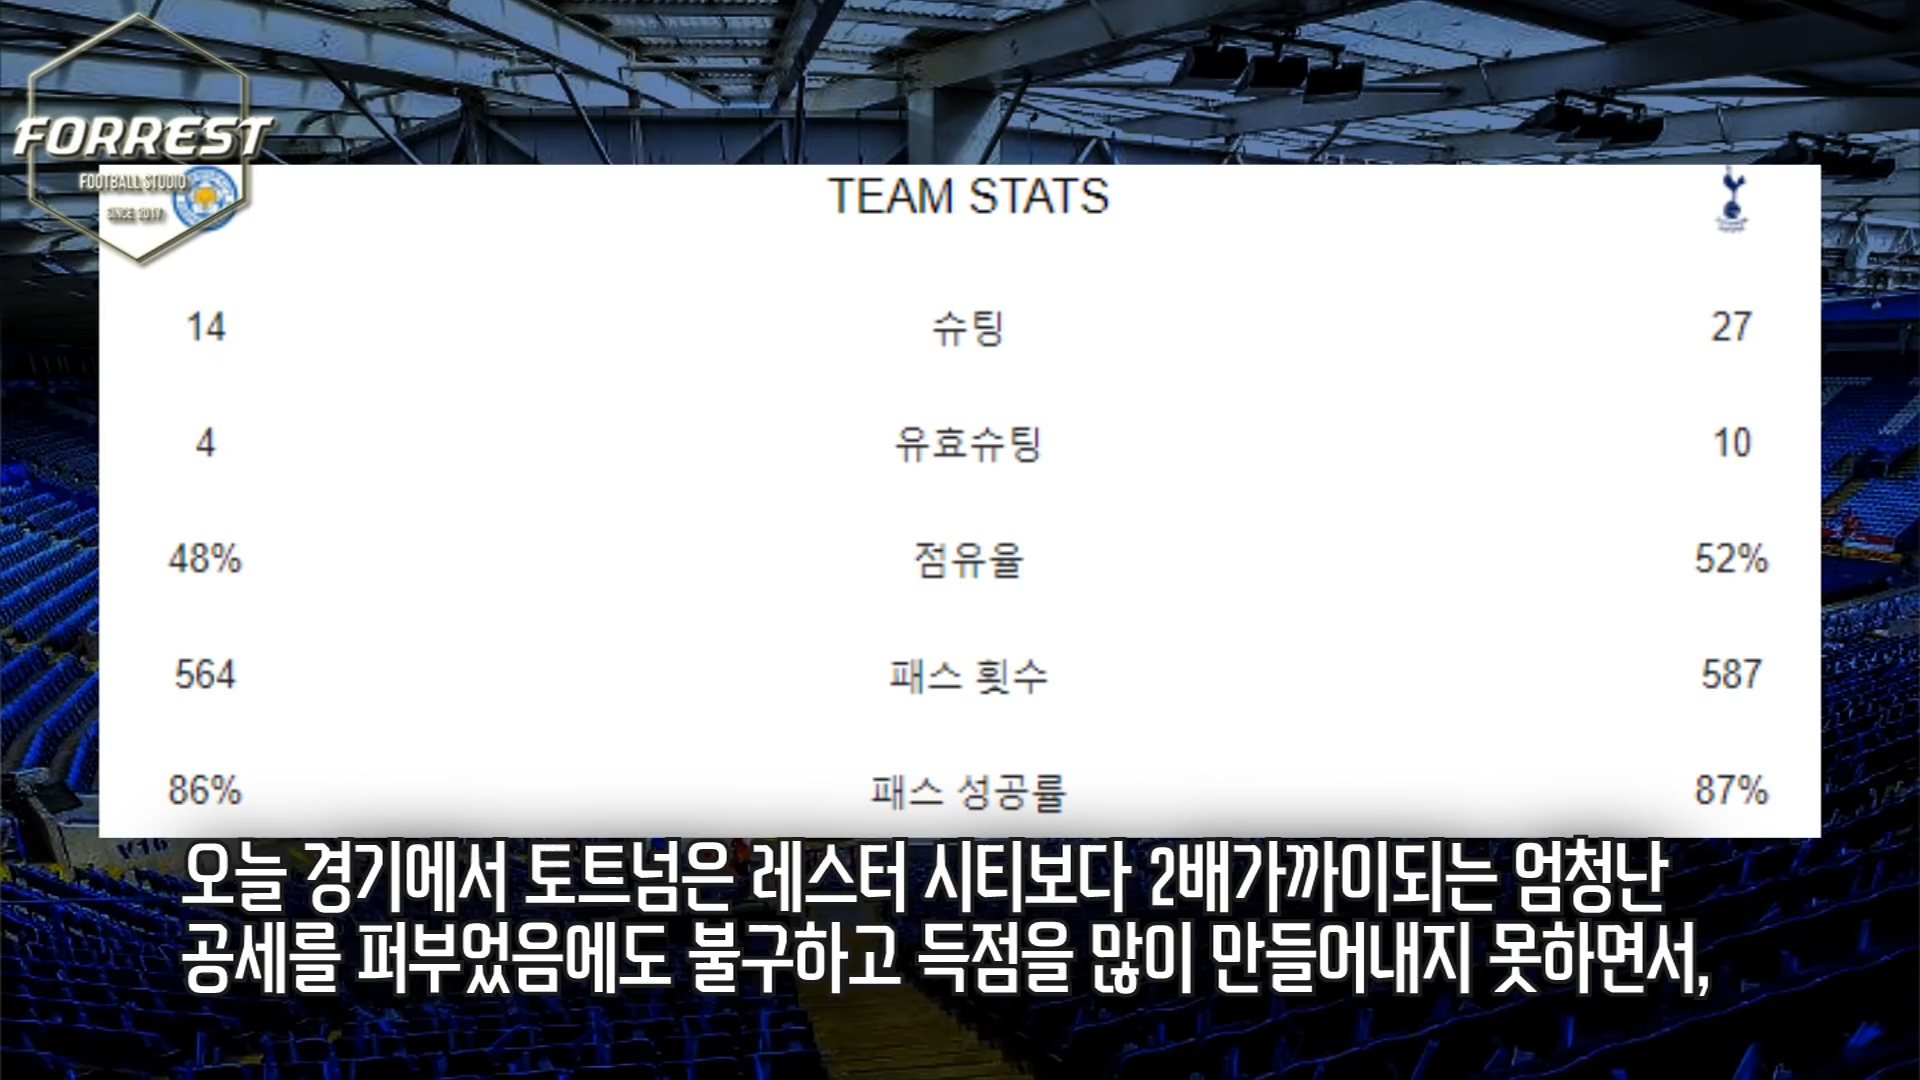 FORREST
FOOTBALL STUDIO
SINCE 2017
TEAM STATS
14 슈팅 27
4 유효슈팅 10
48% 점유율 52%
564 패스 횟수 587
86% 패스 성공률 87%
오늘 경기에서 토트넘은 레스터 시티보다 2배가까이되는 엄청난
공세를 퍼부었음에도 불구하고 득점을 많이 만들어내지 못하면서,